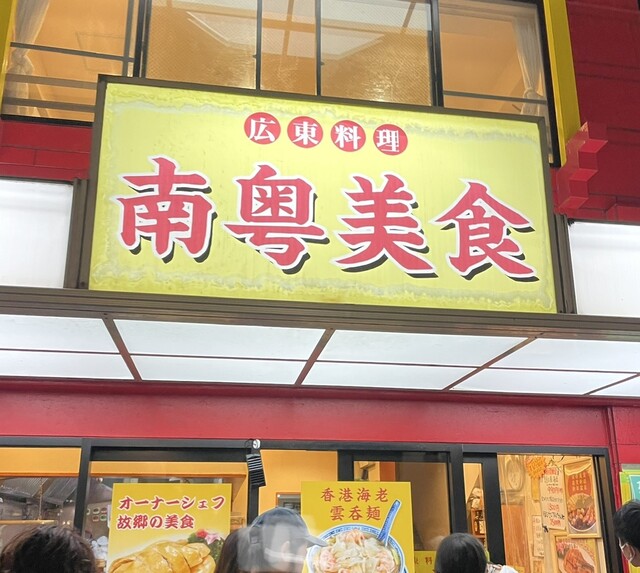 広東料理
南粤美食
オーナーシェフ
故郷の美食
香港海老
雲呑麺